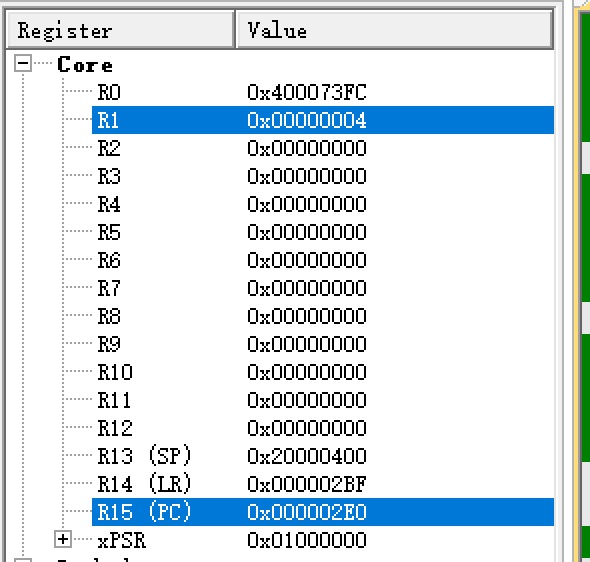 Register Value
Core
R0 0x400073FC
R1 0x00000004
R2 0x00000000
R3 0x00000000
R4 0x00000000
R5 0x00000000
R6 0x00000000
R7 0x00000000
R8 0x00000000
R9 0x00000000
R10 0x00000000
R11 0x00000000
R12 0x00000000
R13 (SP) 0x20000400
R14 (LR) 0x000002BF
R15 (PC) 0x000002E0
xPSR 0x01000000